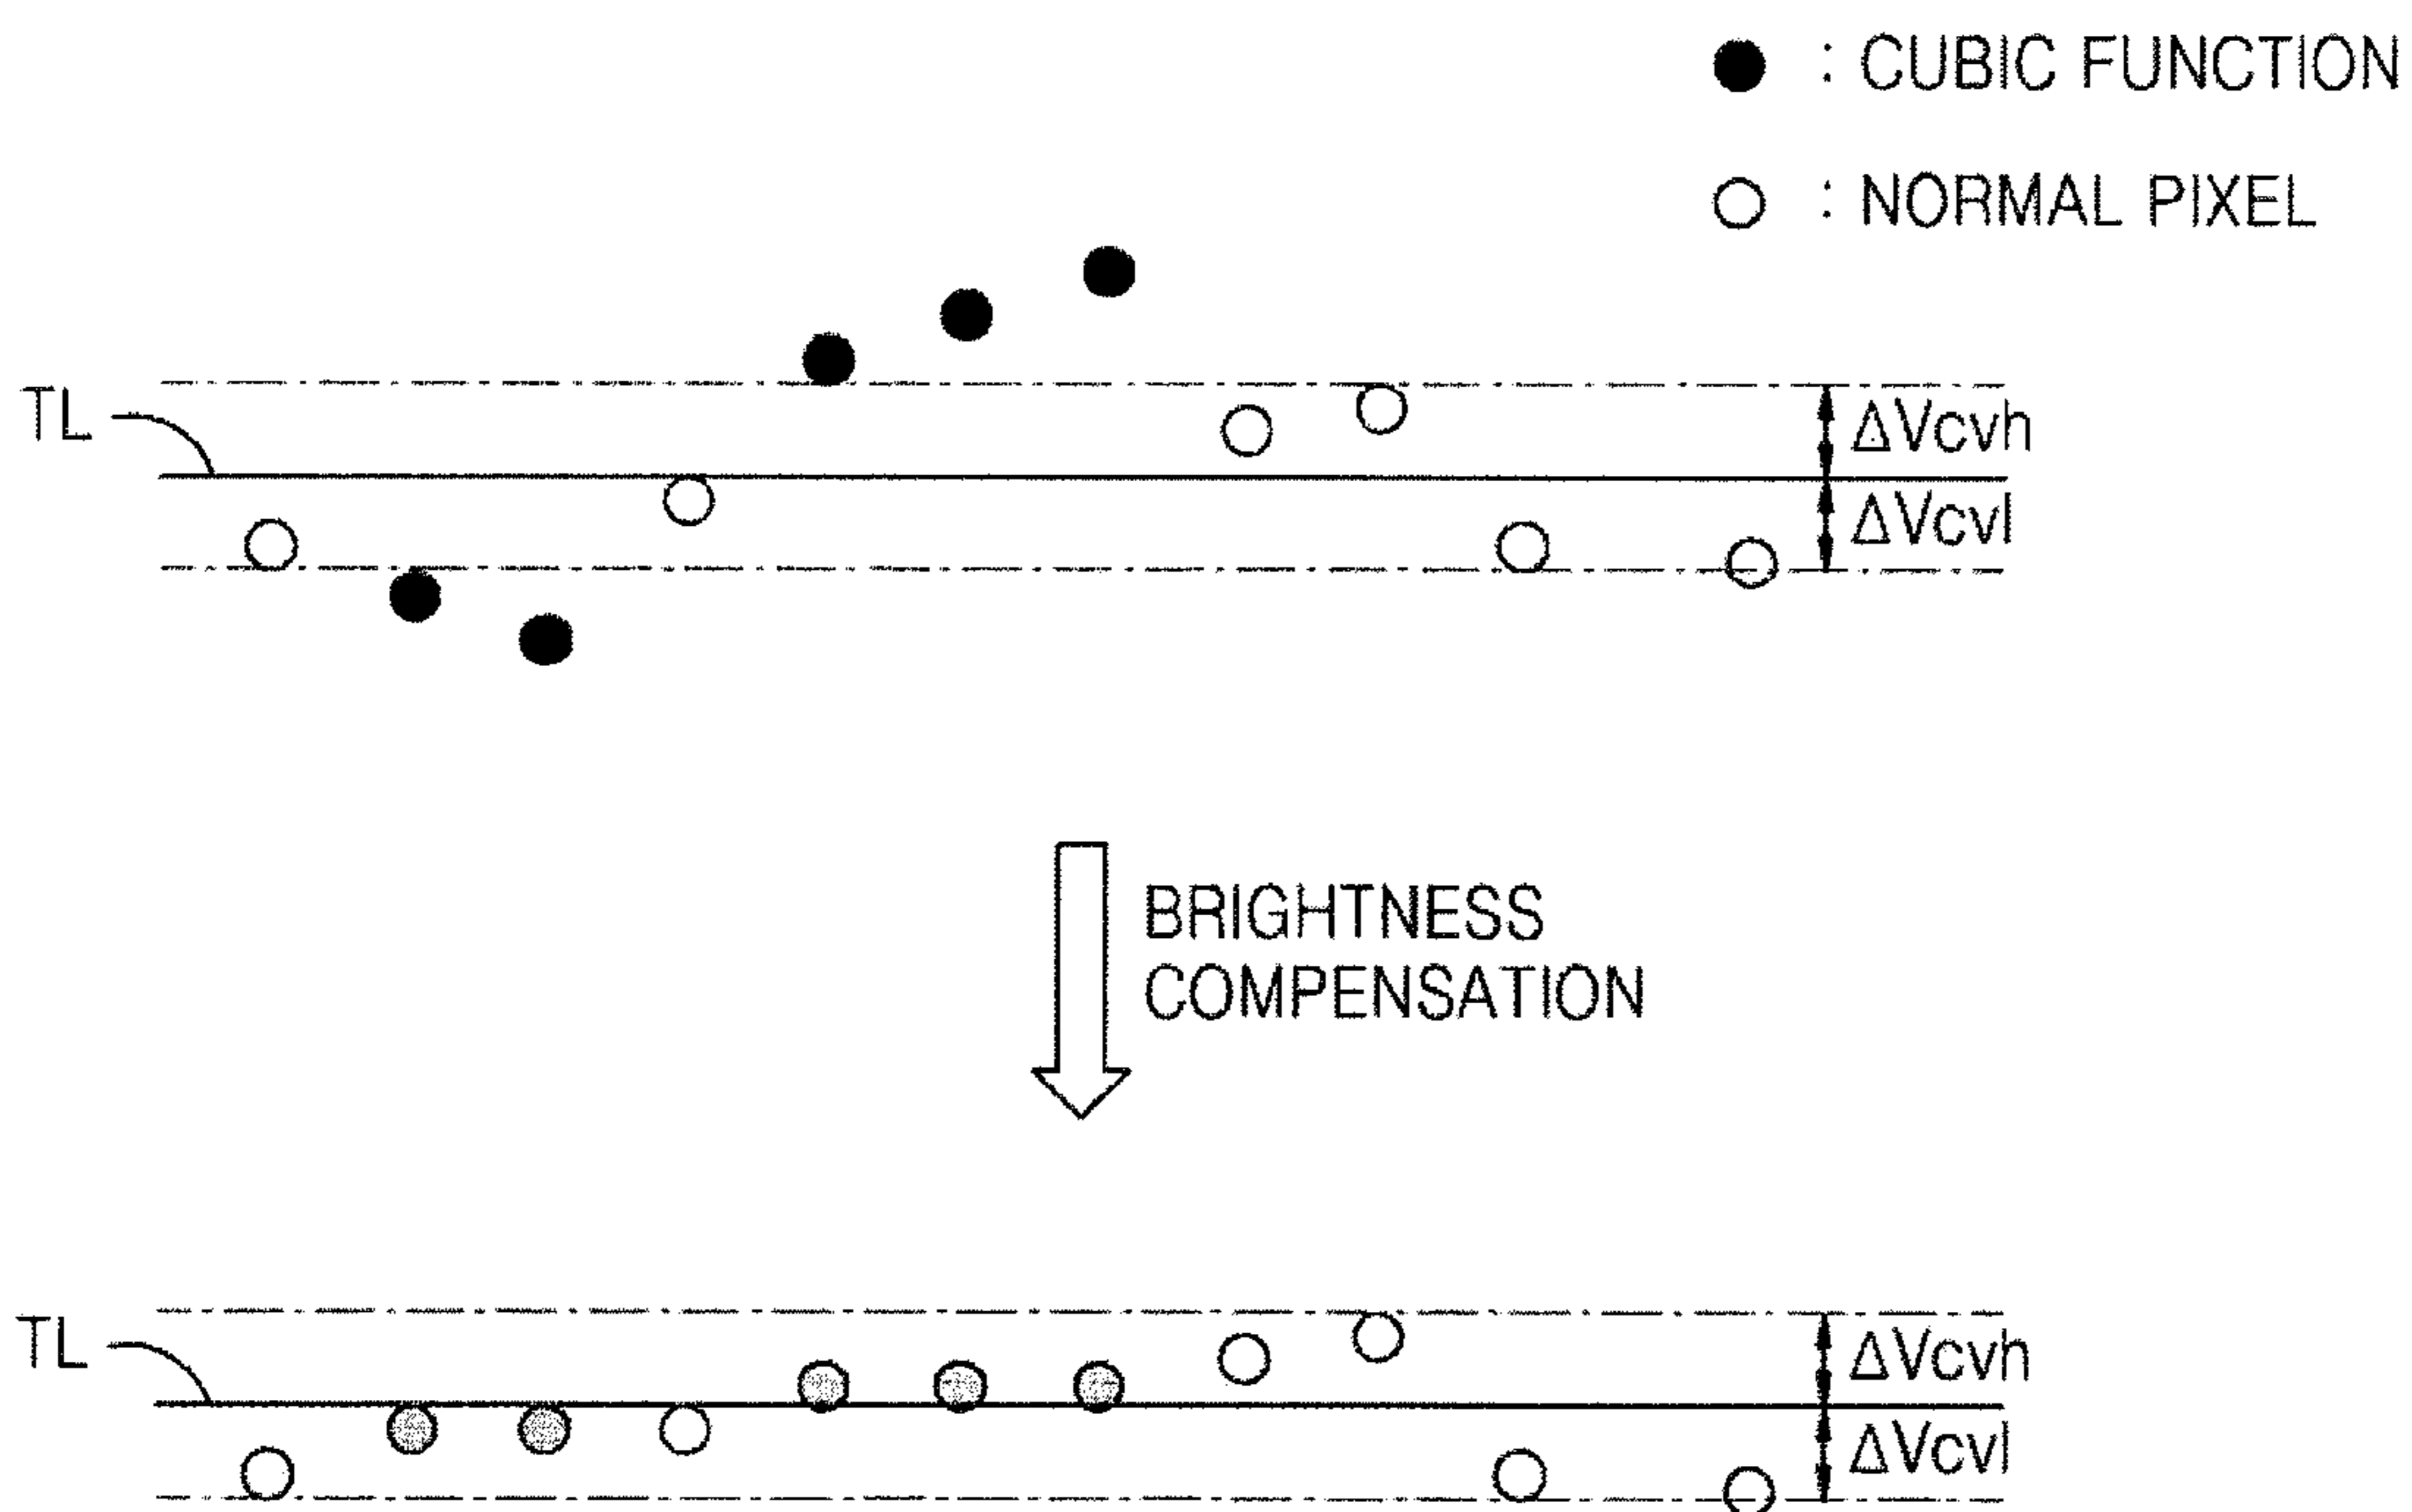 : CUBIC FUNCTION
: NORMAL PIXEL
TL
ΔVcvh
ΔVcvl
BRIGHTNESS
COMPENSATION
TL
ΔVcvh
ΔVcvl